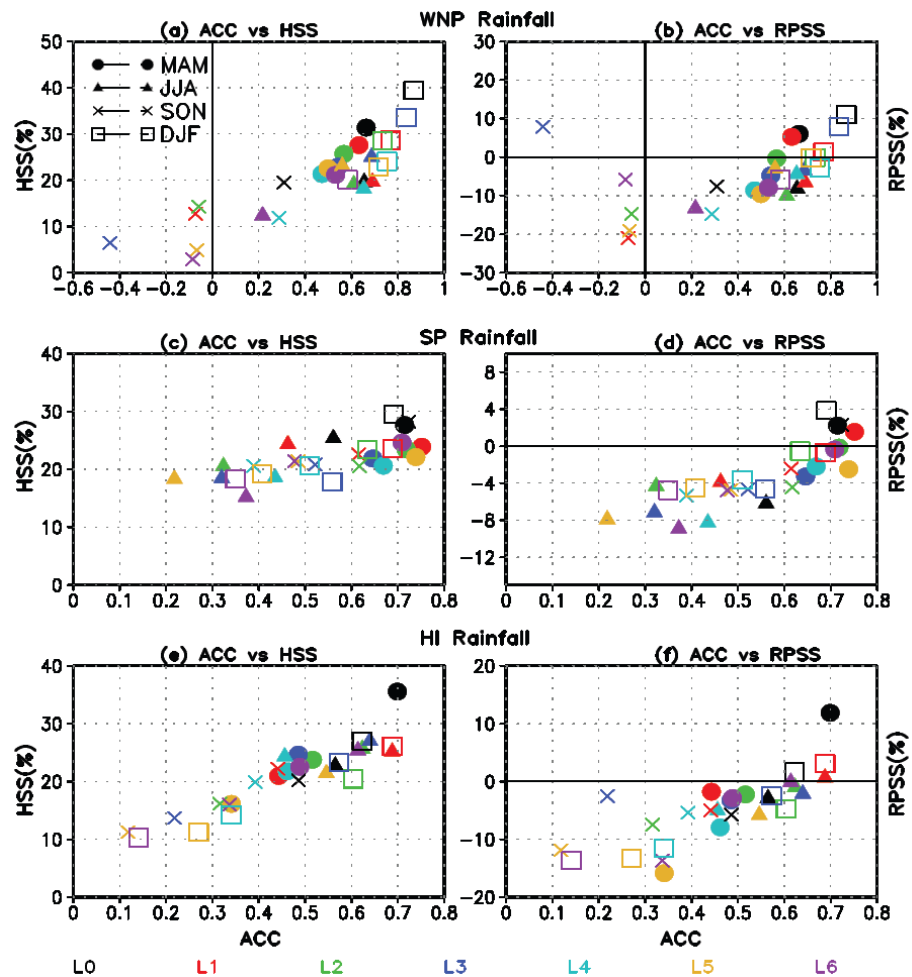 WNP Rainfall
(a) ACC vs HSS
(b) ACC vs RPSS
HSS(%)
50
40
30
20
10
0
MAM
JJA
SON
DJF
-0.6 -0.4 -0.2 0 0.2 0.4 0.6 0.8 1
30
20
10
0
-10
-20
-30
RPSS(%)
-0.6 -0.4 -0.2 0 0.2 0.4 0.6 0.8 1
SP Rainfall
(c) ACC vs HSS
(d) ACC vs RPSS
HSS(%)
40
30
20
10
0
0 0.1 0.2 0.3 0.4 0.5 0.6 0.7 0.8
8
4
0
-4
-8
-12
RPSS(%)
0 0.1 0.2 0.3 0.4 0.5 0.6 0.7 0.8
HI Rainfall
(e) ACC vs HSS
(f) ACC vs RPSS
HSS(%)
40
30
20
10
0
0 0.1 0.2 0.3 0.4 0.5 0.6 0.7 0.8
ACC
20
10
0
-10
-20
RPSS(%)
0 0.1 0.2 0.3 0.4 0.5 0.6 0.7 0.8
ACC
L0 L1 L2 L3 L4 L5 L6